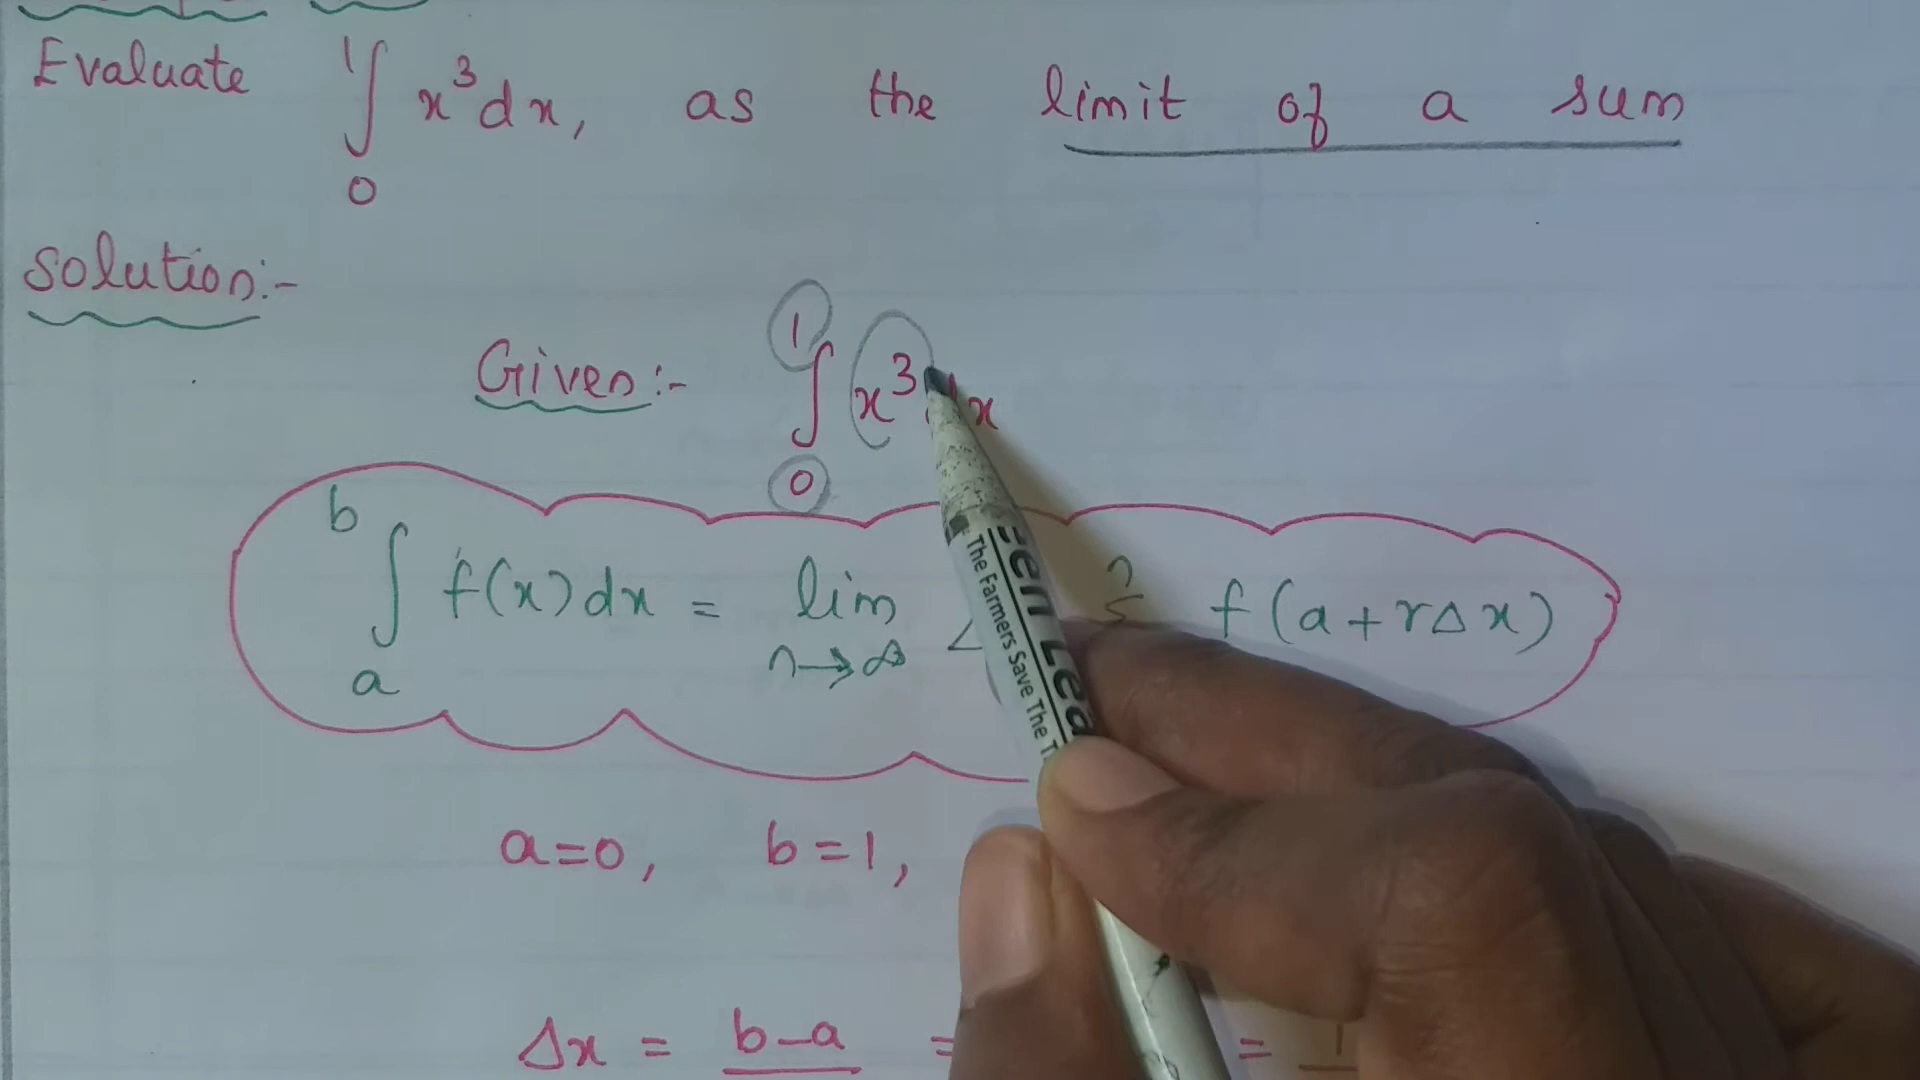 Evaluate ∫₀¹ x³dx, as the limit of a sum
Solution:-
Given:- ∫₀¹ x³ x
∫ₐᵇ f(x)dx = lim n→∞ n f(a+rΔx)
a=0, b=1,
Δx = b-a = =
The Farmers Save The T